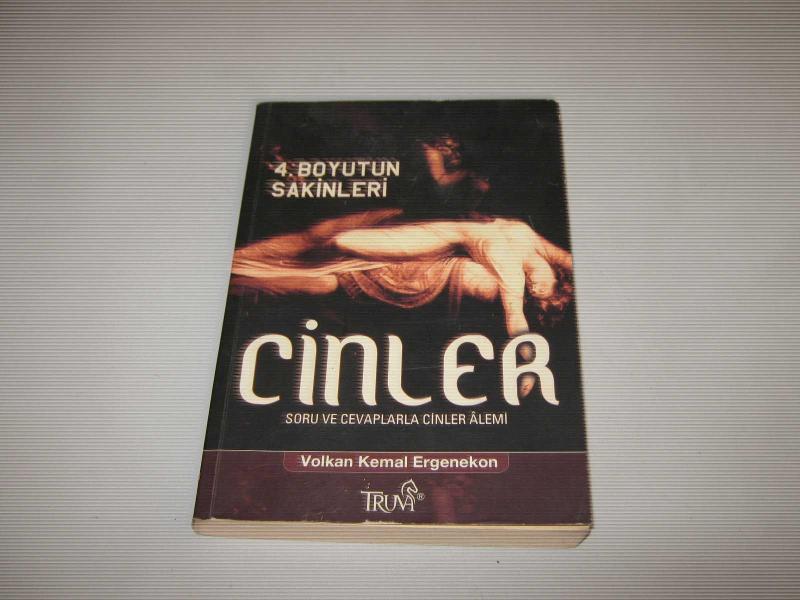 4. BOYUTUN
SAKİNLERİ
CİNLER
SORU VE CEVAPLARLA CİNLER ÂLEMİ
Volkan Kemal Ergenekon
TRUVA®